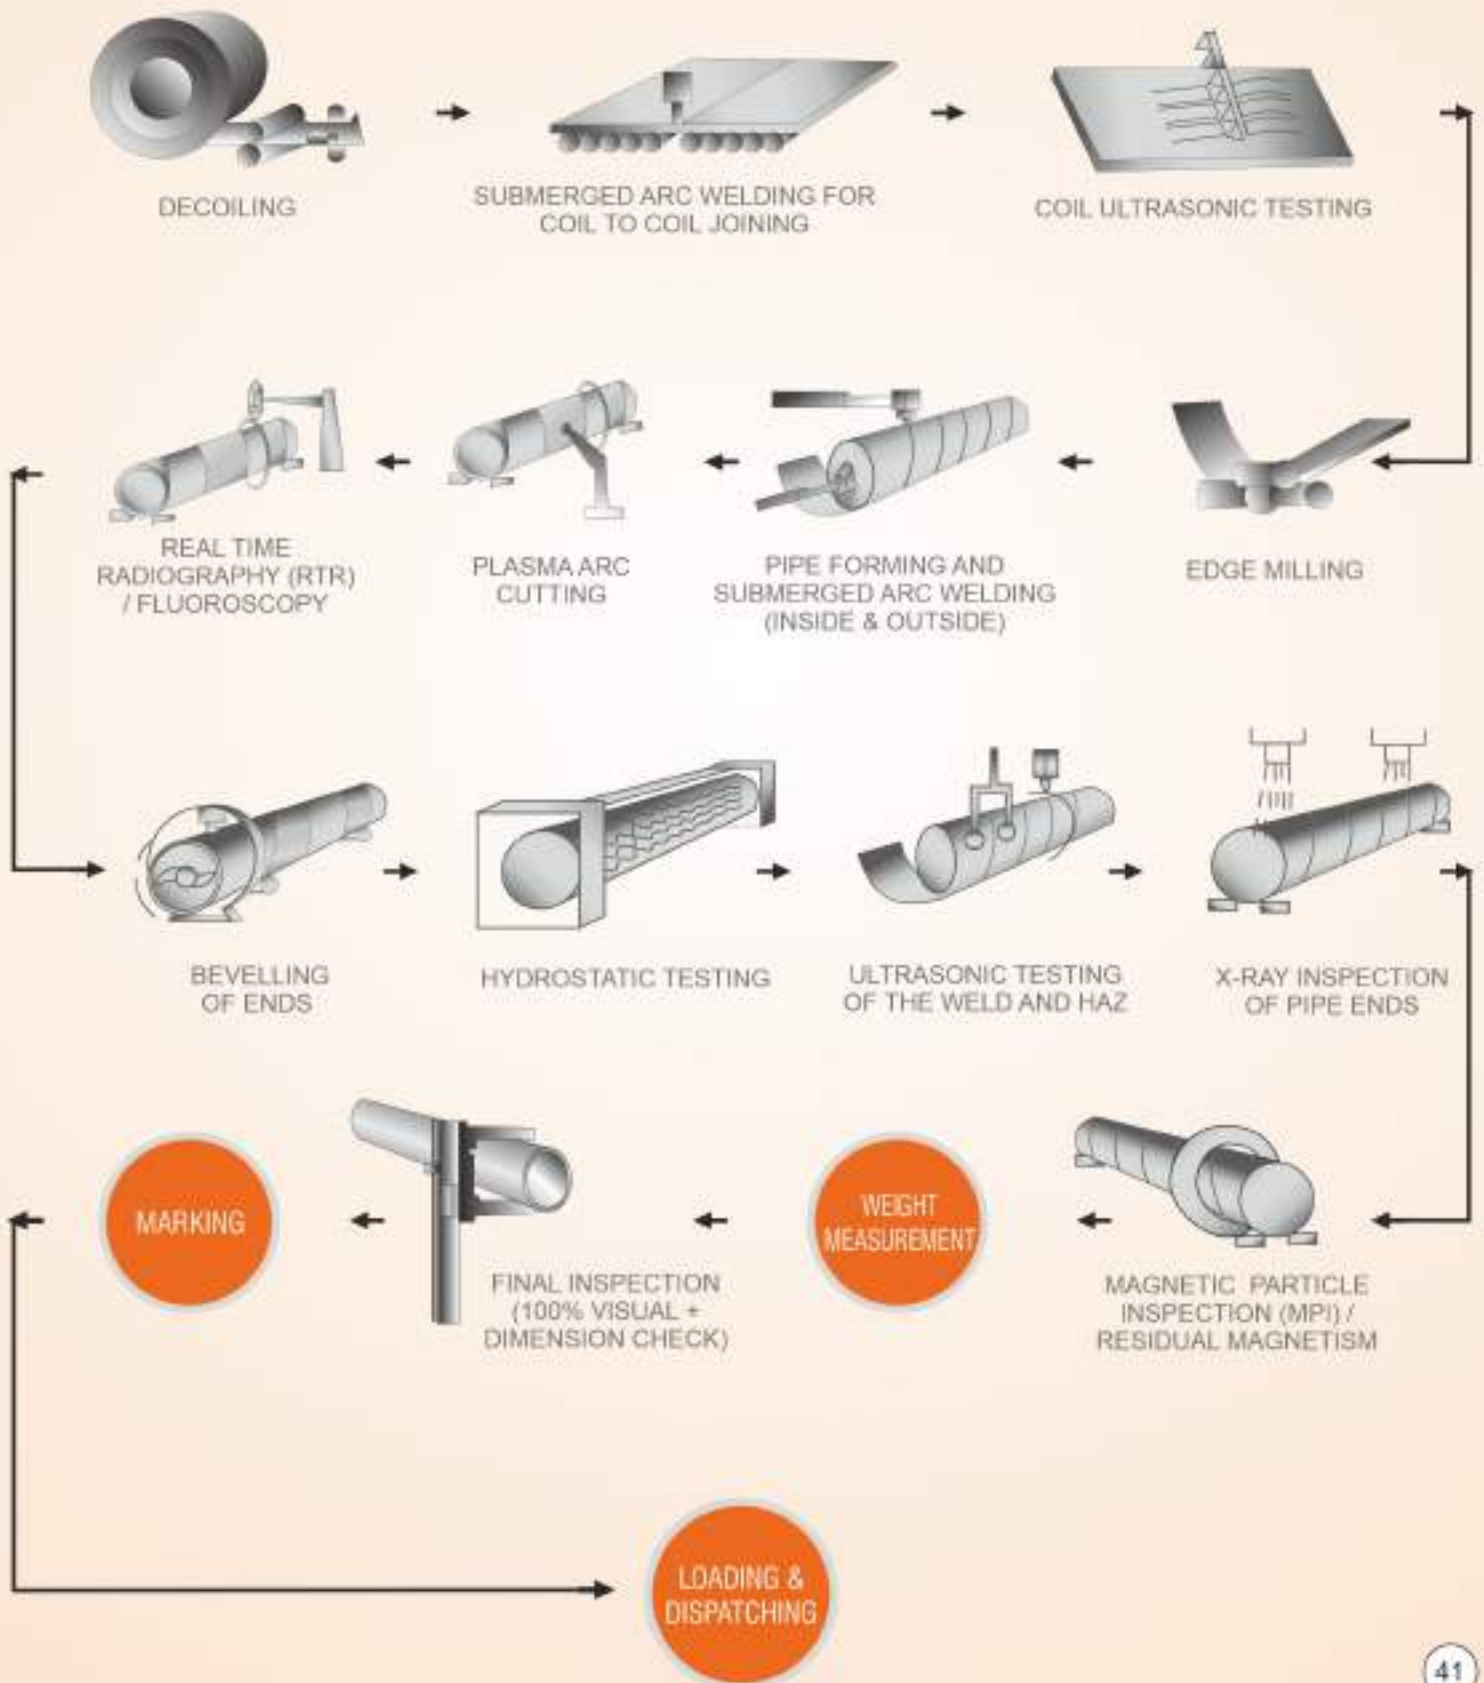 DECOILING
SUBMERGED ARC WELDING FOR
COIL TO COIL JOINING
COIL ULTRASONIC TESTING
EDGE MILLING
PIPE FORMING AND
SUBMERGED ARC WELDING
(INSIDE & OUTSIDE)
PLASMA ARC
CUTTING
REAL TIME
RADIOGRAPHY (RTR)
/ FLUOROSCOPY
BEVELLING
OF ENDS
HYDROSTATIC TESTING
ULTRASONIC TESTING
OF THE WELD AND HAZ
X-RAY INSPECTION
OF PIPE ENDS
MAGNETIC PARTICLE
INSPECTION (MPI) /
RESIDUAL MAGNETISM
WEIGHT
MEASUREMENT
FINAL INSPECTION
(100% VISUAL +
DIMENSION CHECK)
MARKING
LOADING &
DISPATCHING
41